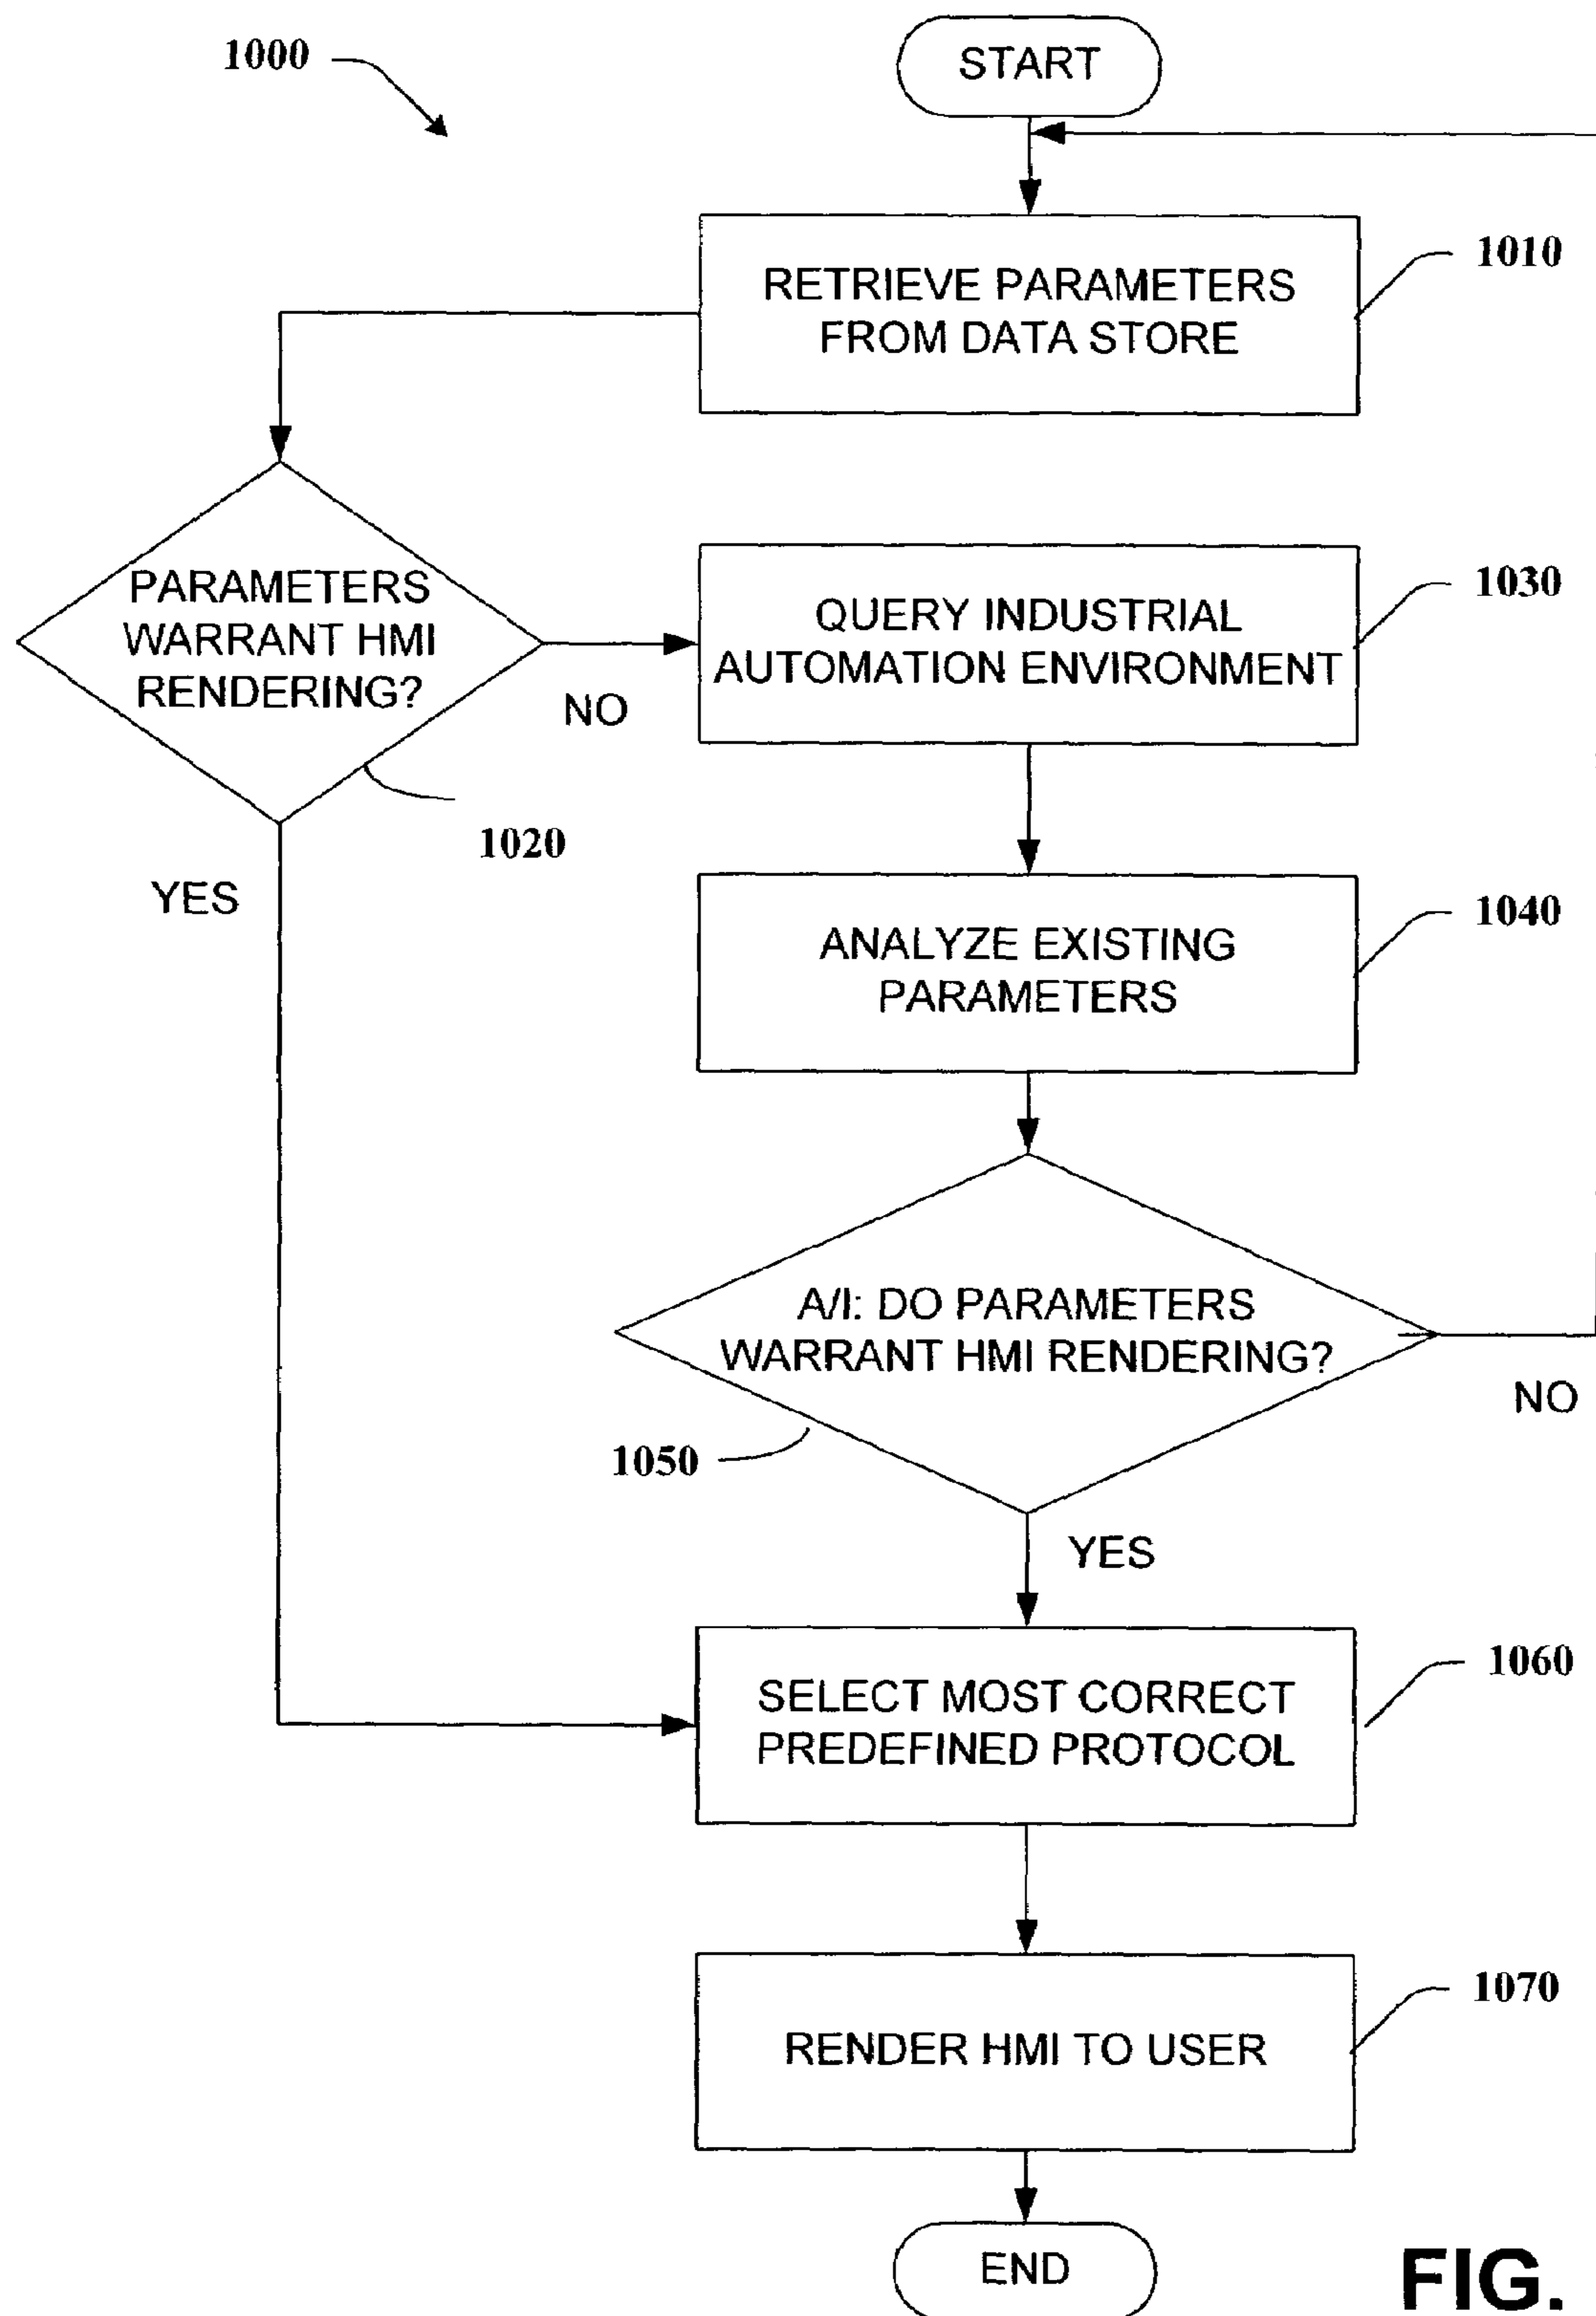 1000
START
RETRIEVE PARAMETERS
FROM DATA STORE
1010
PARAMETERS
WARRANT HMI
RENDERING?
1020
NO
YES
QUERY INDUSTRIAL
AUTOMATION ENVIRONMENT
1030
ANALYZE EXISTING
PARAMETERS
1040
A/I: DO PARAMETERS
WARRANT HMI RENDERING?
NO
1050
YES
SELECT MOST CORRECT
PREDEFINED PROTOCOL
1060
RENDER HMI TO USER
1070
END
FIG.